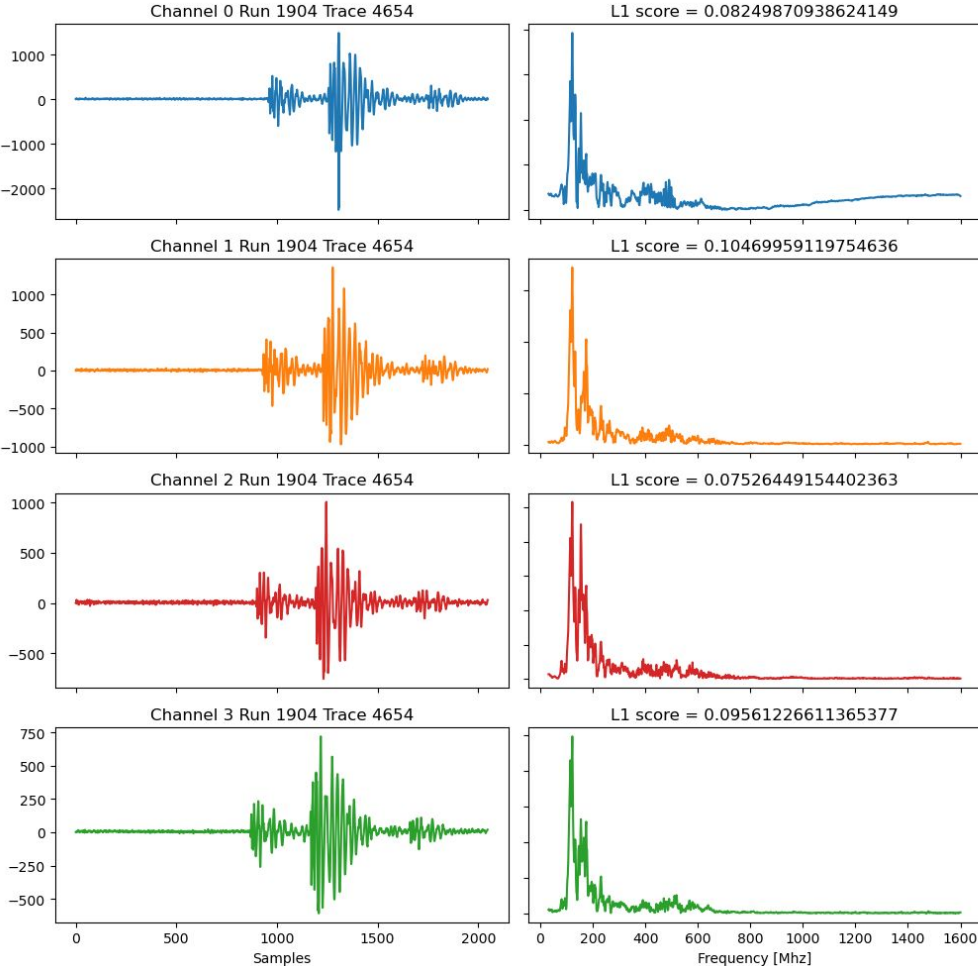 Channel 0 Run 1904 Trace 4654
L1 score = 0.08249870938624149
1000
0
−1000
−2000
Channel 1 Run 1904 Trace 4654
L1 score = 0.10469959119754636
1000
500
0
−500
−1000
Channel 2 Run 1904 Trace 4654
L1 score = 0.07526449154402363
1000
500
0
−500
Channel 3 Run 1904 Trace 4654
L1 score = 0.09561226611365377
750
500
250
0
−250
−500
0 500 1000 1500 2000
Samples
0 200 400 600 800 1000 1200 1400 1600
Frequency [Mhz]